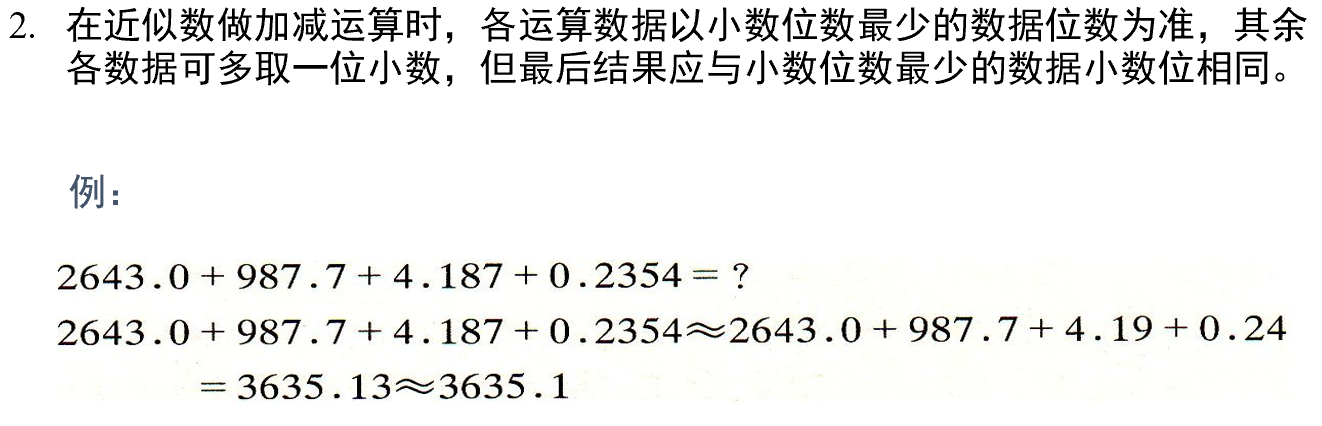 2. 在近似数做加减运算时，各运算数据以小数位数最少的数据位数为准，其余
各数据可多取一位小数，但最后结果应与小数位数最少的数据小数位相同。
例：
2643.0+987.7+4.187+0.2354=?
2643.0+987.7+4.187+0.2354≈2643.0+987.7+4.19+0.24
=3635.13≈3635.1